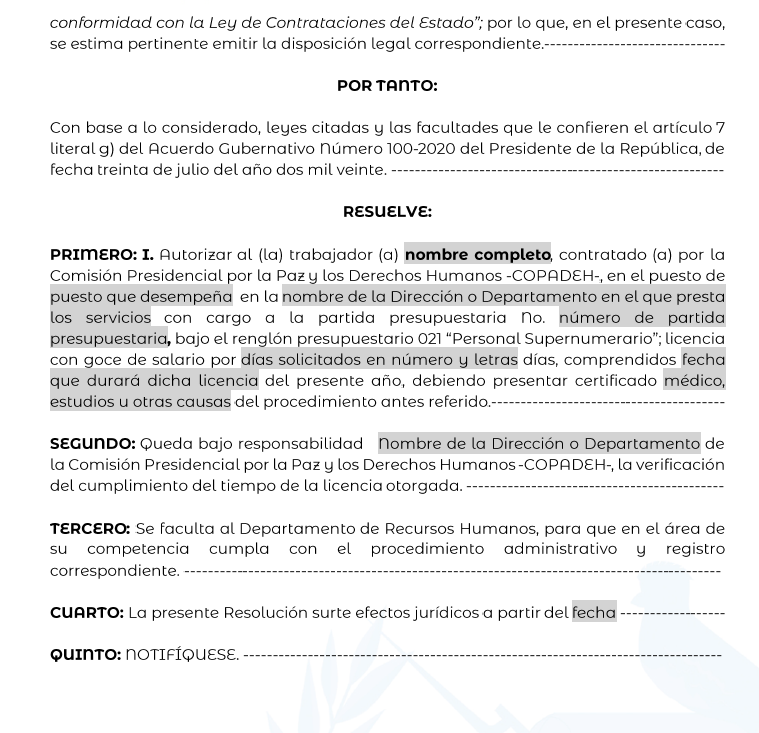 conformidad con la Ley de Contrataciones del Estado”; por lo que, en el presente caso,
se estima pertinente emitir la disposición legal correspondiente.-------------------------------
POR TANTO:
Con base a lo considerado, leyes citadas y las facultades que le confieren el artículo 7
literal g) del Acuerdo Gubernativo Número 100-2020 del Presidente de la República, de
fecha treinta de julio del año dos mil veinte. ---------------------------------------------------------
RESUELVE:
PRIMERO: I. Autorizar al (la) trabajador (a) nombre completo, contratado (a) por la
Comisión Presidencial por la Paz y los Derechos Humanos -COPADEH-, en el puesto de
puesto que desempeña en la nombre de la Dirección o Departamento en el que presta
los servicios con cargo a la partida presupuestaria No. número de partida
presupuestaria, bajo el renglón presupuestario 021 “Personal Supernumerario”; licencia
con goce de salario por días solicitados en número y letras días, comprendidos fecha
que durará dicha licencia del presente año, debiendo presentar certificado médico,
estudios u otras causas del procedimiento antes referido.----------------------------------------
SEGUNDO: Queda bajo responsabilidad Nombre de la Dirección o Departamento de
la Comisión Presidencial por la Paz y los Derechos Humanos -COPADEH-, la verificación
del cumplimiento del tiempo de la licencia otorgada. --------------------------------------------
TERCERO: Se faculta al Departamento de Recursos Humanos, para que en el área de
su competencia cumpla con el procedimiento administrativo y registro
correspondiente. --------------------------------------------------------------------------------------------
CUARTO: La presente Resolución surte efectos jurídicos a partir del fecha ------------------
QUINTO: NOTIFÍQUESE. ----------------------------------------------------------------------------------